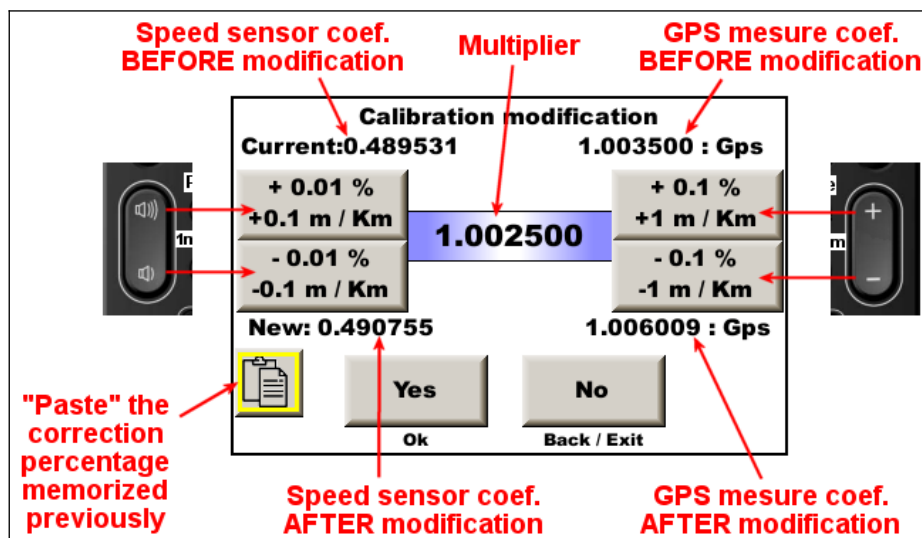 Speed sensor coef.
BEFORE modification
Multiplier
GPS mesure coef.
BEFORE modification
Calibration modification
Current:0.489531
1.003500 : Gps
+ 0.01 %
+0.1 m / Km
+ 0.1 %
+1 m / Km
1.002500
- 0.01 %
-0.1 m / Km
- 0.1 %
-1 m / Km
New: 0.490755
1.006009 : Gps
Yes
No
Ok
Back / Exit
"Paste" the
correction
percentage
memorized
previously
Speed sensor coef.
AFTER modification
GPS mesure coef.
AFTER modification